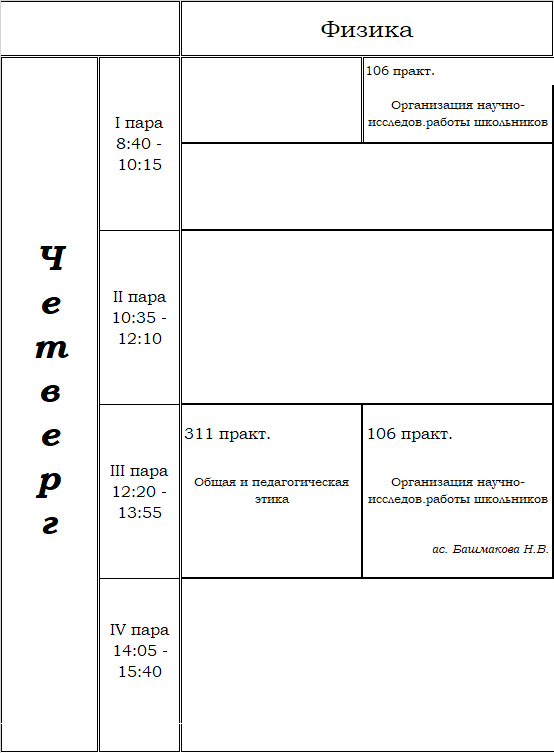 Физика
Четверг
I пара
8:40 -
10:15
106 практ.
Организация научно-
исследов.работы школьников
II пара
10:35 -
12:10
III пара
12:20 -
13:55
311 практ.
Общая и педагогическая
этика
106 практ.
Организация научно-
исследов.работы школьников
ас. Башмакова Н.В.
IV пара
14:05 -
15:40